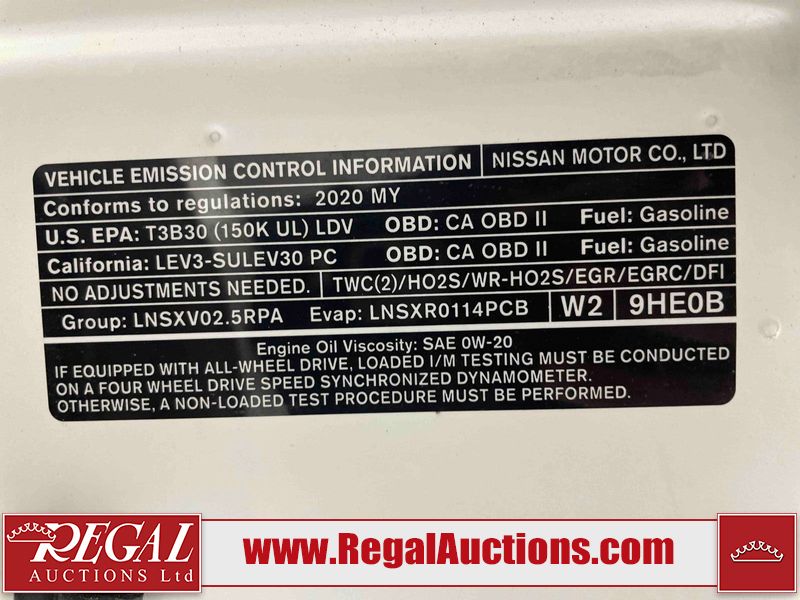 VEHICLE EMISSION CONTROL INFORMATION NISSAN MOTOR CO., LTD
Conforms to regulations: 2020 MY
U.S. EPA: T3B30 (150K UL) LDV OBD: CA OBD II Fuel: Gasoline
California: LEV3-SULEV30 PC OBD: CA OBD II Fuel: Gasoline
NO ADJUSTMENTS NEEDED. TWC(2)/HO2S/WR-HO2S/EGR/EGRC/DFI
Group: LNSXV02.5RPA Evap: LNSXR0114PCB W2 9HE0B
Engine Oil Viscosity: SAE 0W-20
IF EQUIPPED WITH ALL-WHEEL DRIVE, LOADED I/M TESTING MUST BE CONDUCTED
ON A FOUR WHEEL DRIVE SPEED SYNCHRONIZED DYNAMOMETER.
OTHERWISE, A NON-LOADED TEST PROCEDURE MUST BE PERFORMED.
REGAL
AUCTIONS Ltd
www.RegalAuctions.com